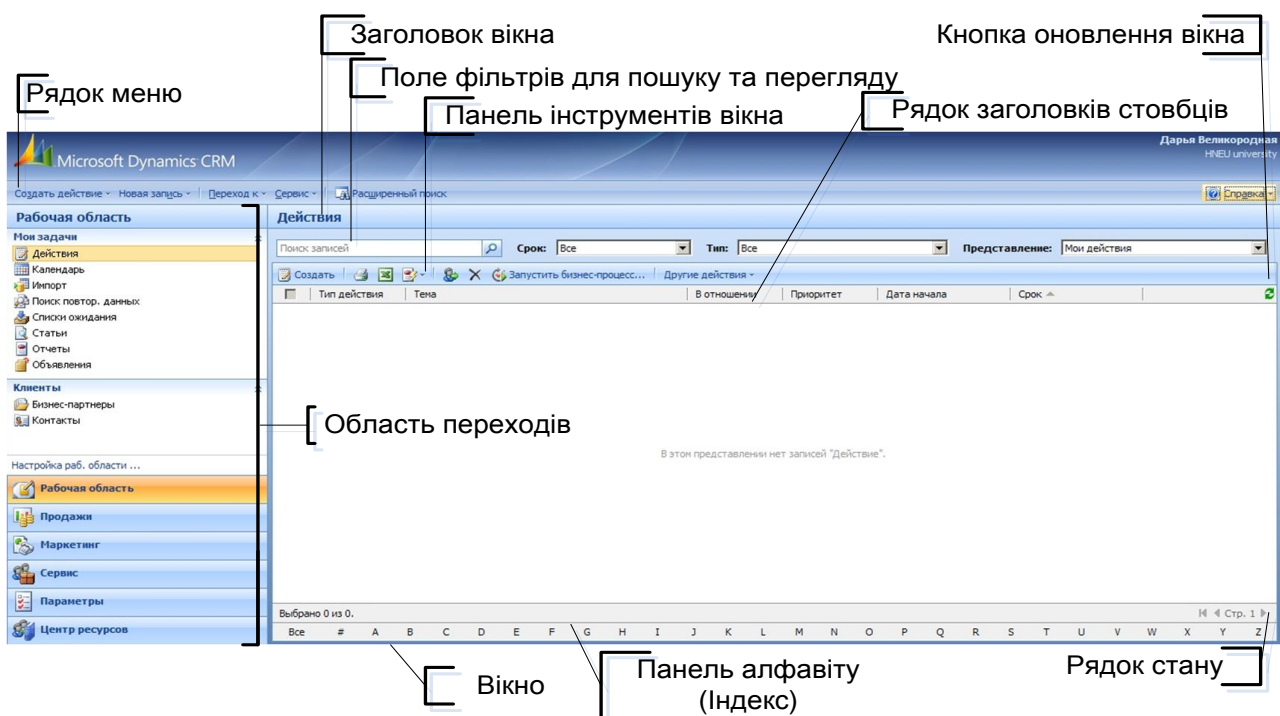 Заголовок вікна
Кнопка оновлення вікна
Поле фільтрів для пошуку та перегляду
Рядок меню
Панель інструментів вікна
Рядок заголовків стовбців
Microsoft Dynamics CRM
Дарья Великородная
HNEU university
Создать действие Новая запись Переход к Сервис Расширенный поиск Справка
Рабочая область
Действия
Мои задачи
Действия
Календарь
Импорт
Поиск повтор. данных
Списки ожидания
Статьи
Отчеты
Объявления
Клиенты
Бизнес-партнеры
Контакты
Настройка раб. области ...
Рабочая область
Продажи
Маркетинг
Сервис
Параметры
Центр ресурсов
Поиск записей Срок: Все Тип: Все Представление: Мои действия
Создать Запустить бизнес-процесс... Другие действия
Тип действия Тема В отношении Приоритет Дата начала Срок
Область переходів
В этом представлении нет записей "Действие".
Выбрано 0 из 0. Стр. 1
Все # A B C D E F G H I J K L M N O P Q R S T U V W X Y Z
Вікно
Панель алфавіту
(Індекс)
Рядок стану